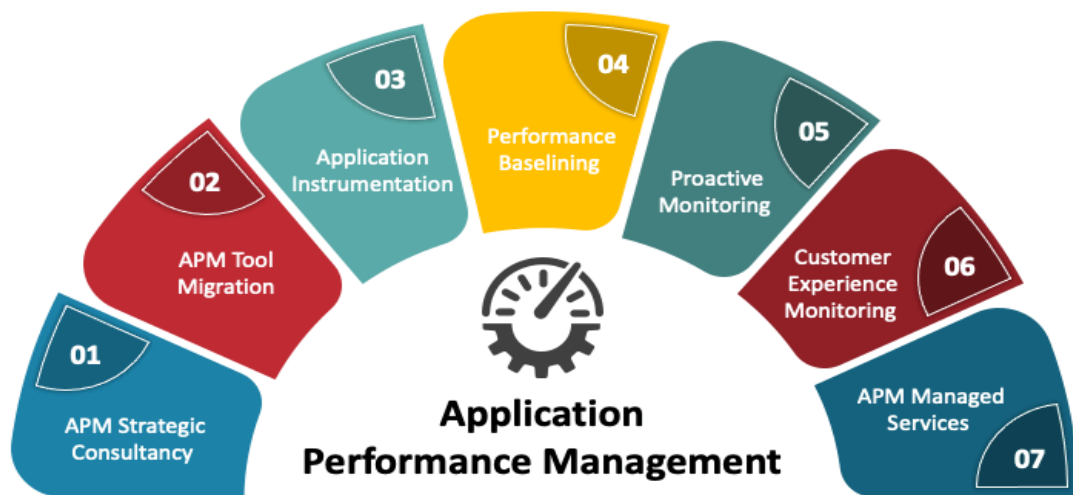 01
APM Strategic
Consultancy
02
APM Tool
Migration
03
Application
Instrumentation
04
Performance
Baselining
05
Proactive
Monitoring
06
Customer
Experience
Monitoring
APM Managed
Services
07
Application
Performance Management